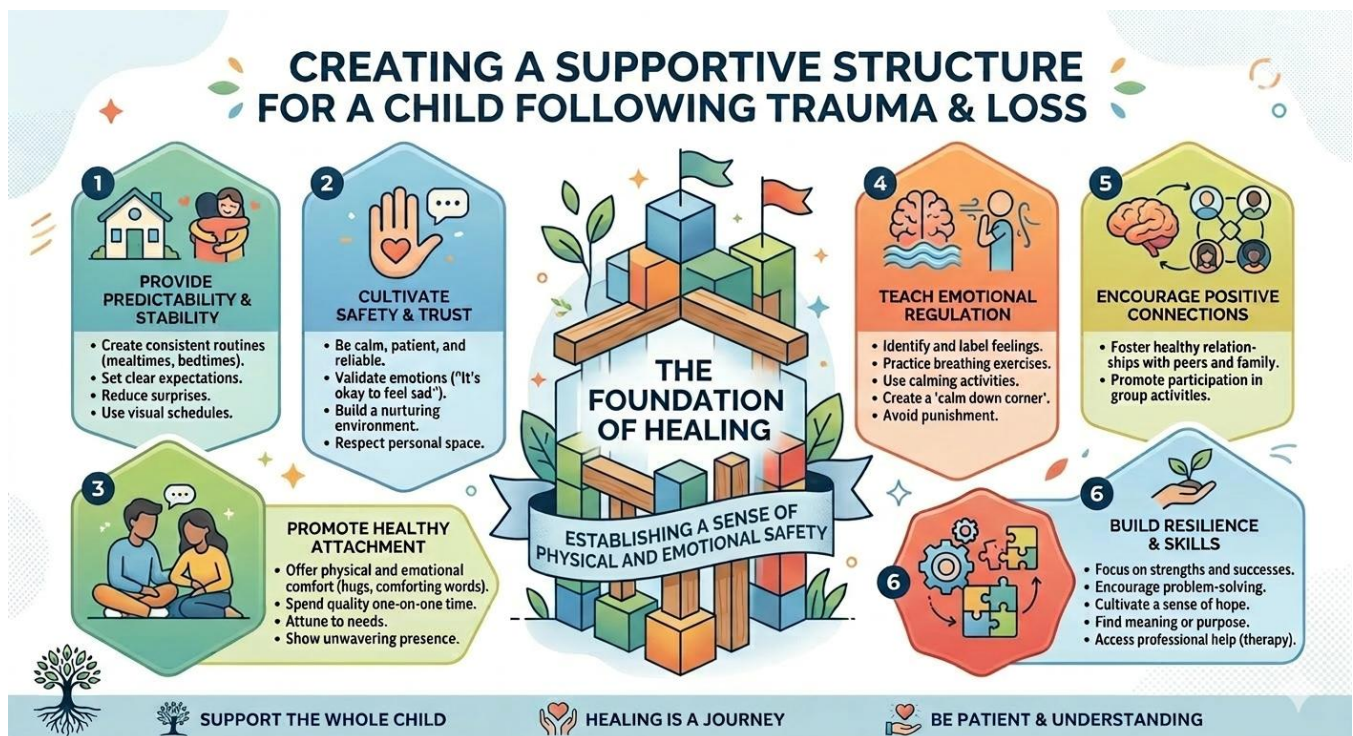 CREATING A SUPPORTIVE STRUCTURE
FOR A CHILD FOLLOWING TRAUMA & LOSS
1
PROVIDE
PREDICTABILITY &
STABILITY
• Create consistent routines
(mealtimes, bedtimes).
• Set clear expectations.
• Reduce surprises.
• Use visual schedules.
2
CULTIVATE
SAFETY & TRUST
• Be calm, patient, and
reliable.
• Validate emotions ("It's
okay to feel sad").
• Build a nurturing
environment.
• Respect personal space.
3
PROMOTE HEALTHY
ATTACHMENT
• Offer physical and emotional
comfort (hugs, comforting words).
• Spend quality one-on-one time.
• Attune to needs.
• Show unwavering presence.
THE
FOUNDATION
OF HEALING
ESTABLISHING A SENSE OF
PHYSICAL AND EMOTIONAL SAFETY
4
TEACH EMOTIONAL
REGULATION
• Identify and label feelings.
• Practice breathing exercises.
• Use calming activities.
• Create a 'calm down corner'.
• Avoid punishment.
5
ENCOURAGE POSITIVE
CONNECTIONS
• Foster healthy relation-
ships with peers and family.
• Promote participation in
group activities.
6
6
BUILD RESILIENCE
& SKILLS
• Focus on strengths and successes.
• Encourage problem-solving.
• Cultivate a sense of hope.
• Find meaning or purpose.
• Access professional help (therapy).
SUPPORT THE WHOLE CHILD
HEALING IS A JOURNEY
BE PATIENT & UNDERSTANDING